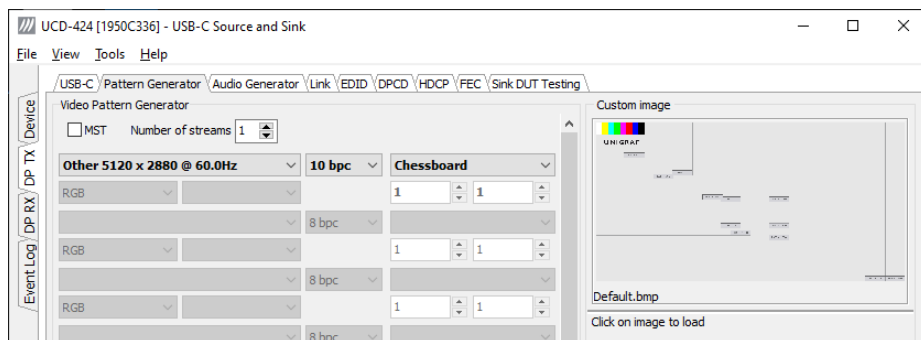 UCD-424 [1950C336] - USB-C Source and Sink
File View Tools Help
USB-C Pattern Generator Audio Generator Link EDID DPCD HDCP FEC Sink DUT Testing
Device
DP TX
DP RX
Event Log
Video Pattern Generator
MST Number of streams 1
Other 5120 x 2880 @ 60.0Hz 10 bpc Chessboard
RGB 1 1
8 bpc
RGB 1 1
8 bpc
RGB 1 1
8 bpc
Custom image
UNIGRAF
Default.bmp
Click on image to load